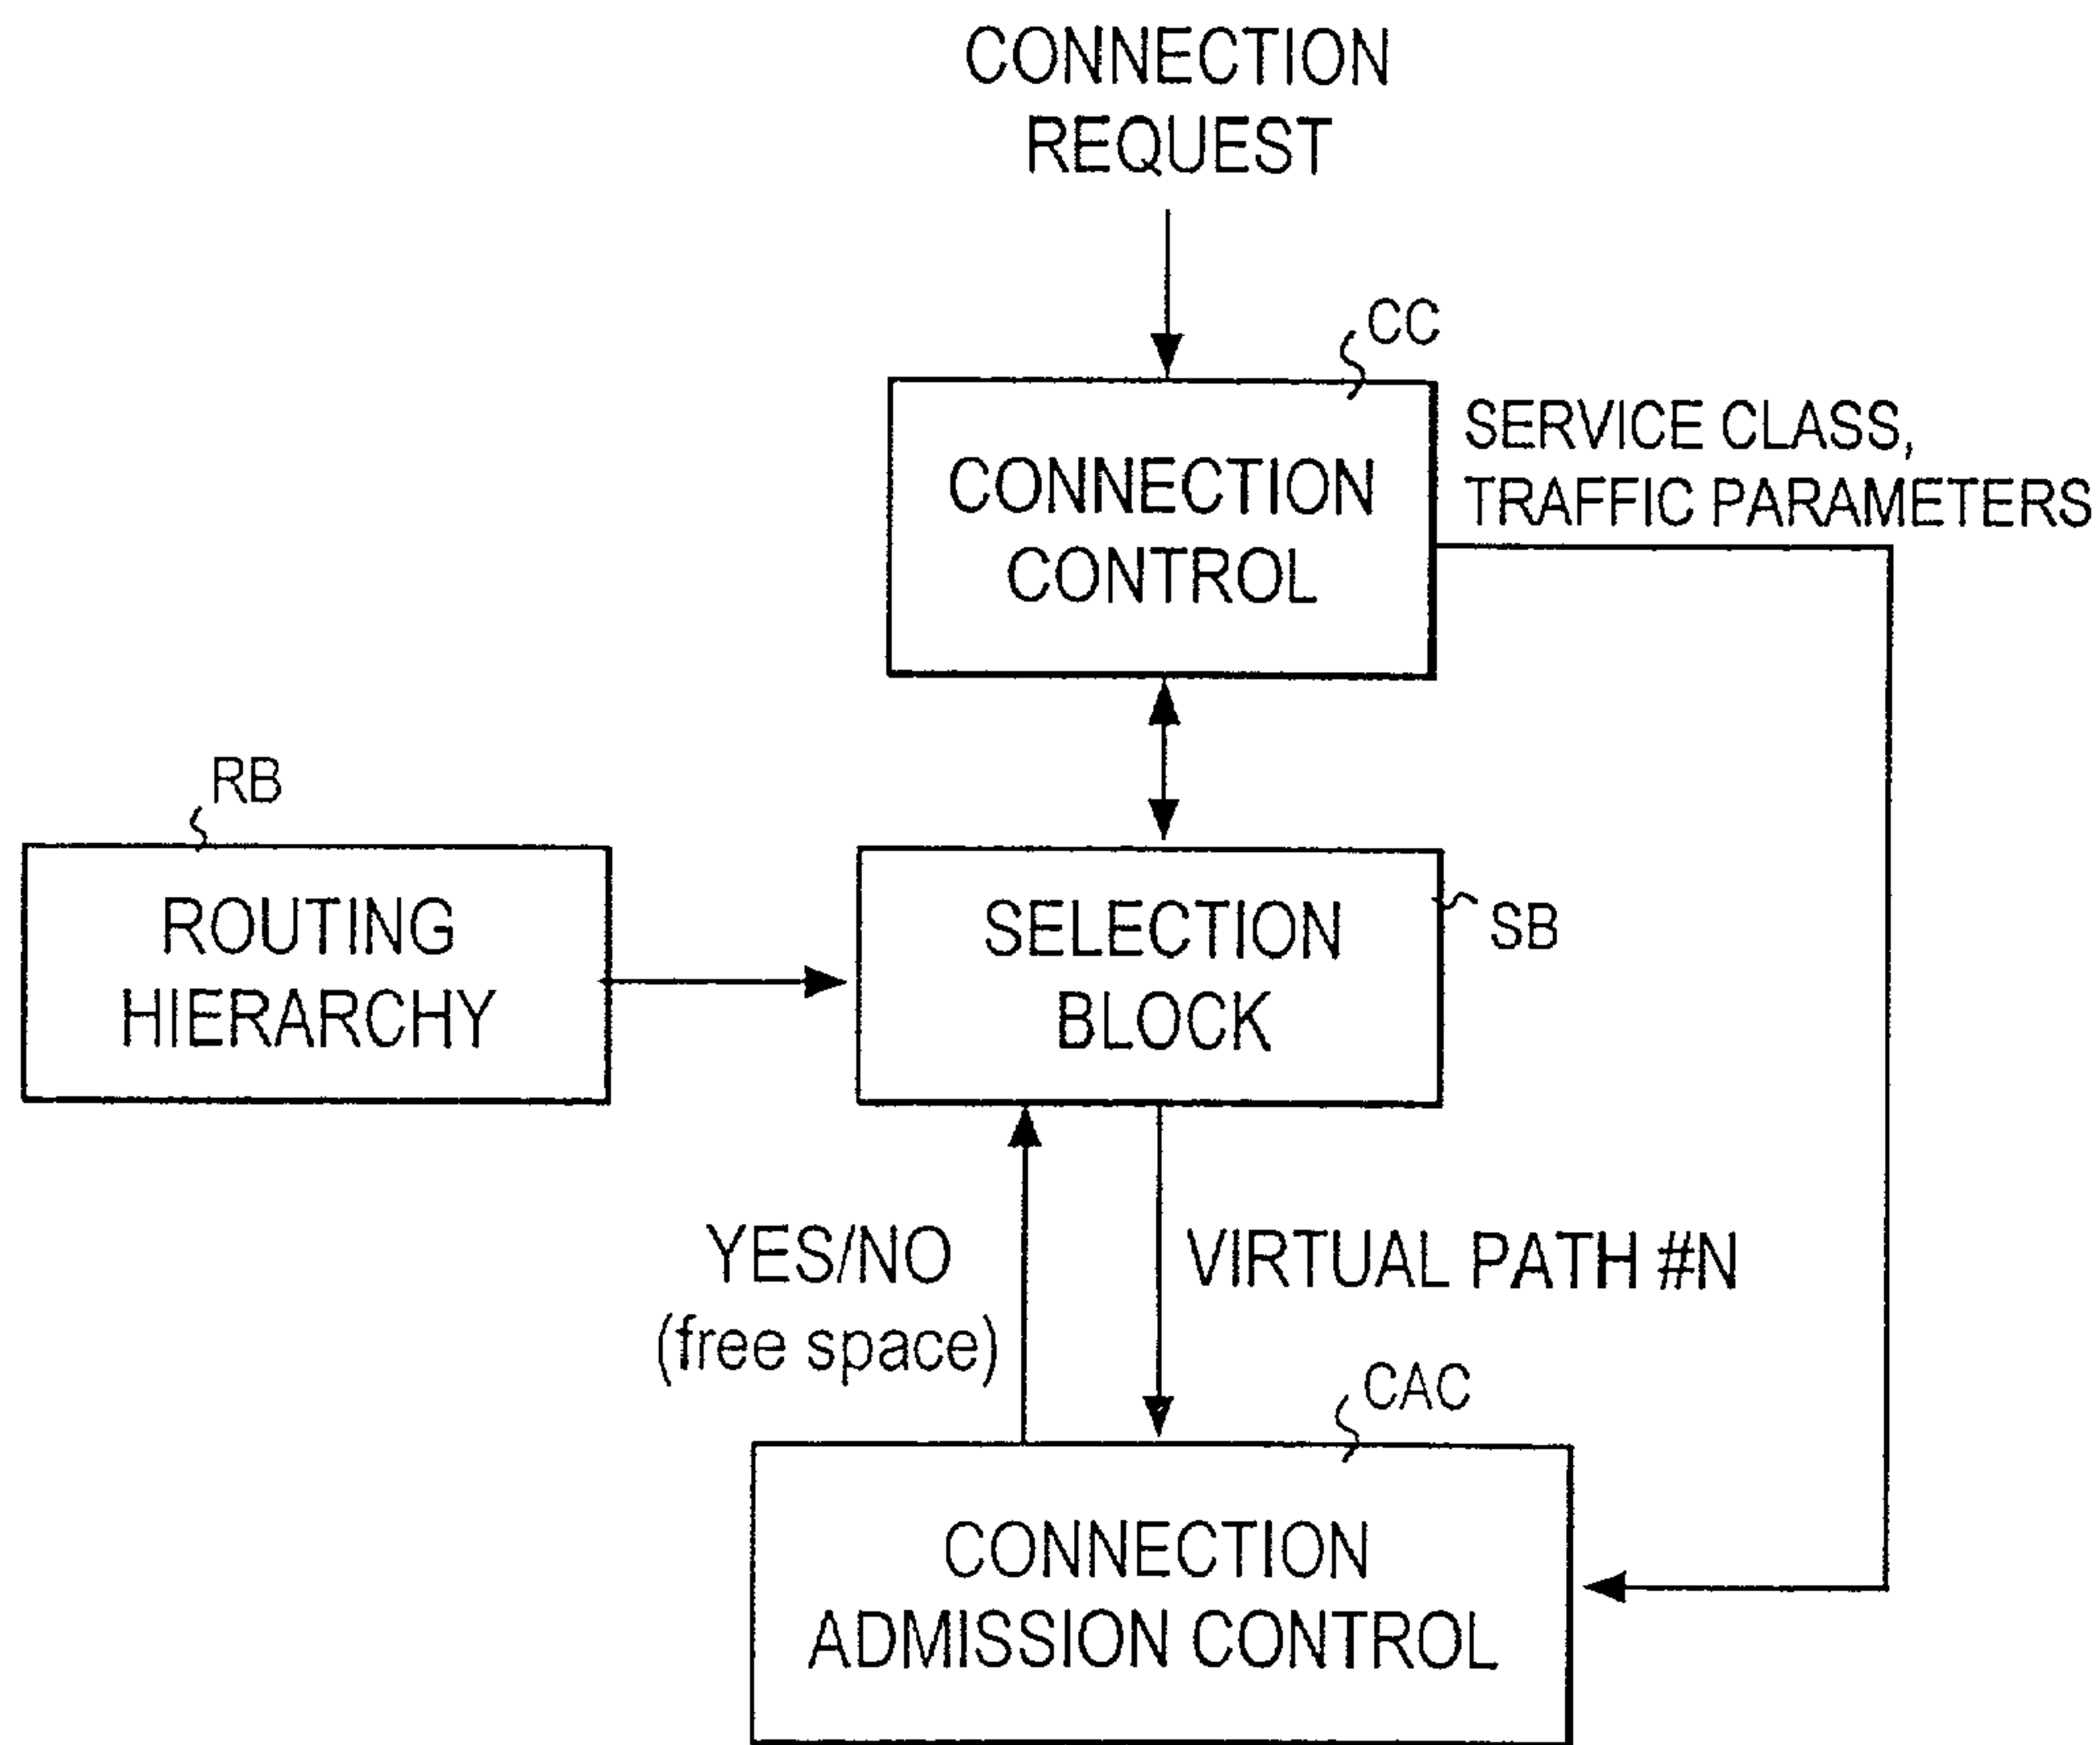 CONNECTION
REQUEST
CC
SERVICE CLASS,
TRAFFIC PARAMETERS
CONNECTION
CONTROL
RB
ROUTING
HIERARCHY
SELECTION
BLOCK
SB
YES/NO
(free space)
VIRTUAL PATH #N
CAC
CONNECTION
ADMISSION CONTROL